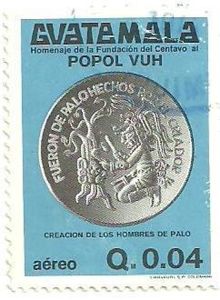 GUATEMALA
Homenaje de la Fundación del Centavo al
POPOL VUH
FUERON DE PALO HECHOS POR EL CREADOR
CREACION DE LOS HOMBRES DE PALO
aéreo Q. 0.04